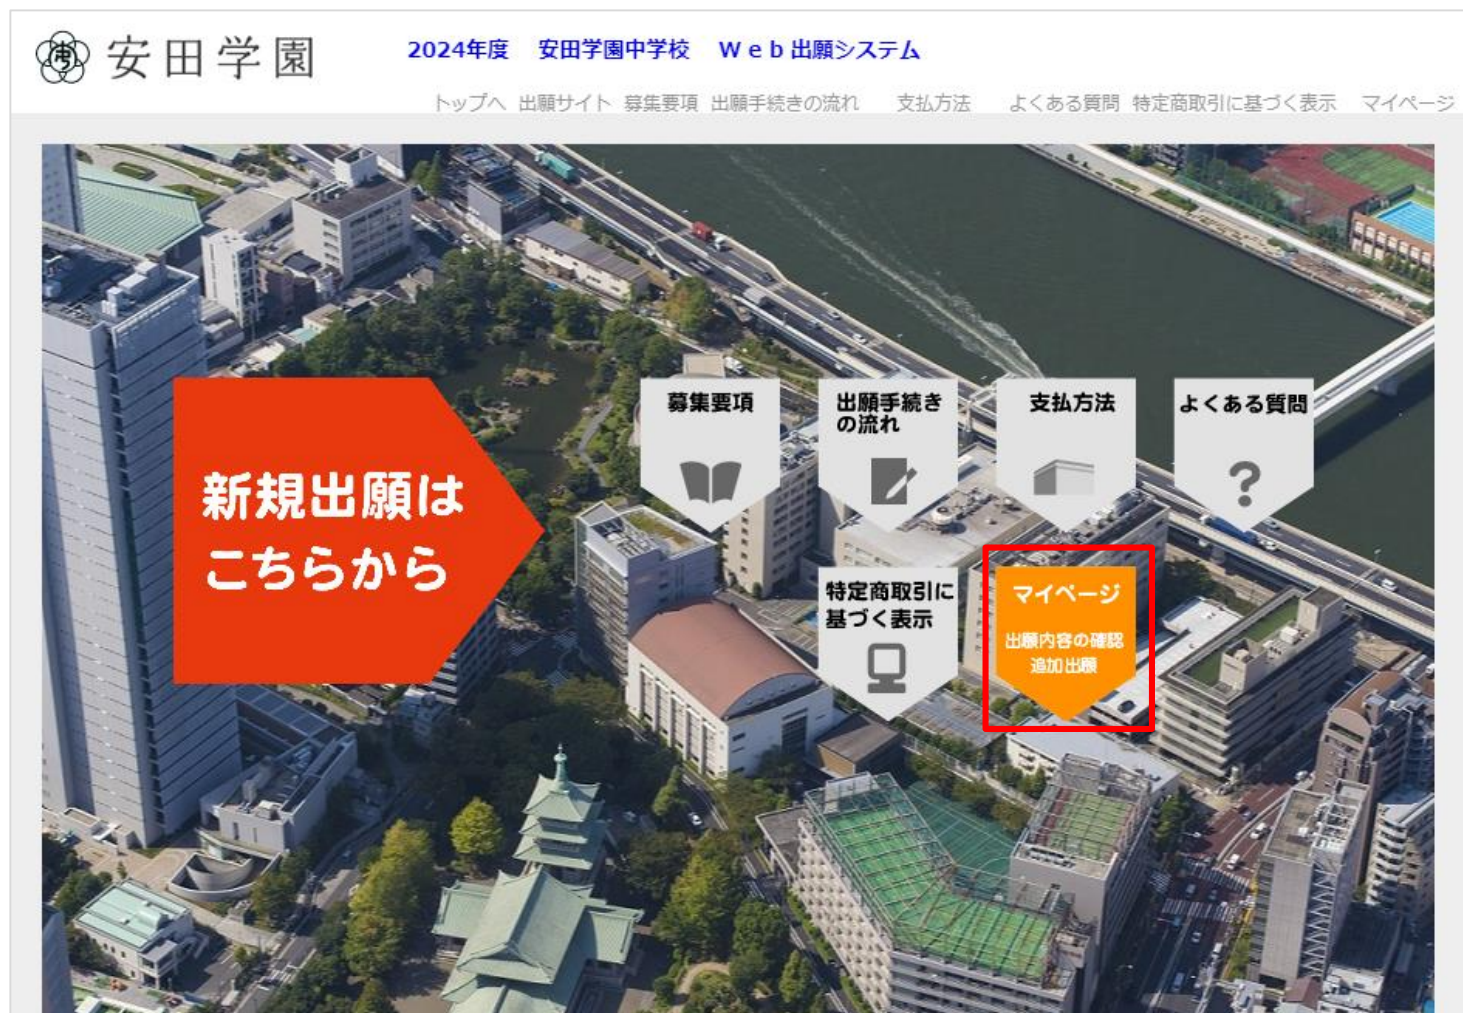 安田学園
2024年度 安田学園中学校 Ｗｅｂ出願システム
トップへ 出願サイト 募集要項 出願手続きの流れ 支払方法 よくある質問 特定商取引に基づく表示 マイページ
新規出願は
こちらから
募集要項
出願手続き
の流れ
支払方法
よくある質問
?
特定商取引に
基づく表示
マイページ
出願内容の確認
追加出願